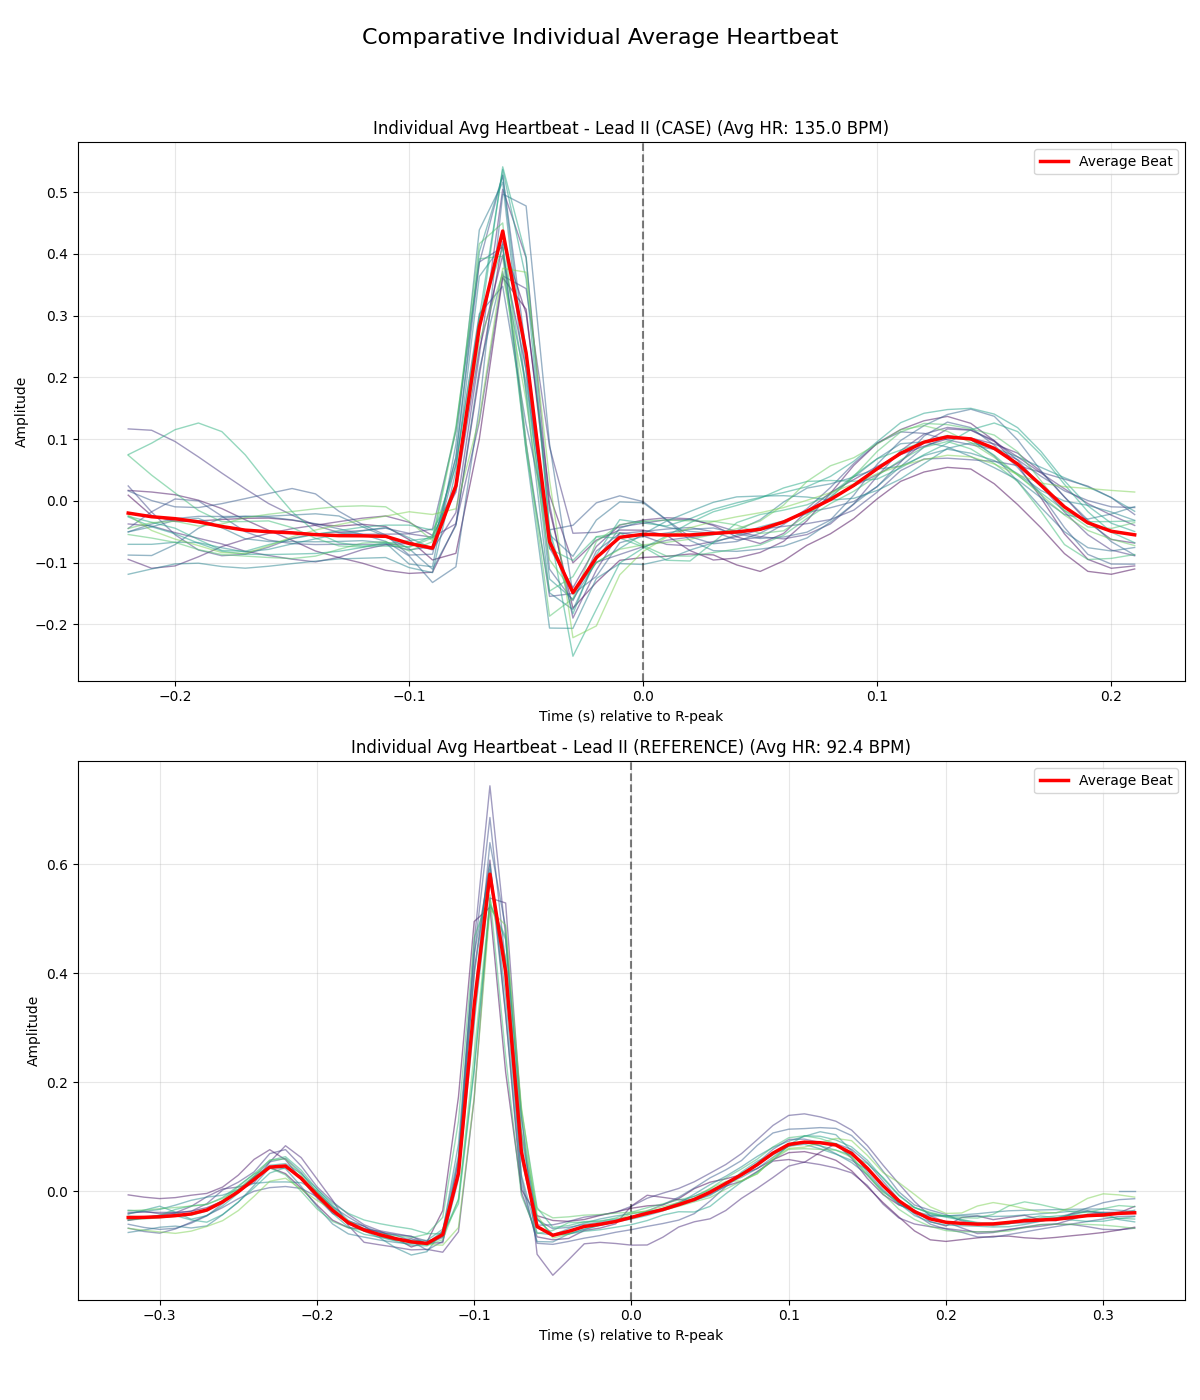 Comparative Individual Average Heartbeat
Individual Avg Heartbeat - Lead II (CASE) (Avg HR: 135.0 BPM)
Average Beat
Amplitude
0.5
0.4
0.3
0.2
0.1
0.0
−0.1
−0.2
−0.2 −0.1 0.0 0.1 0.2
Time (s) relative to R-peak
Individual Avg Heartbeat - Lead II (REFERENCE) (Avg HR: 92.4 BPM)
Average Beat
Amplitude
0.6
0.4
0.2
0.0
−0.3 −0.2 −0.1 0.0 0.1 0.2 0.3
Time (s) relative to R-peak